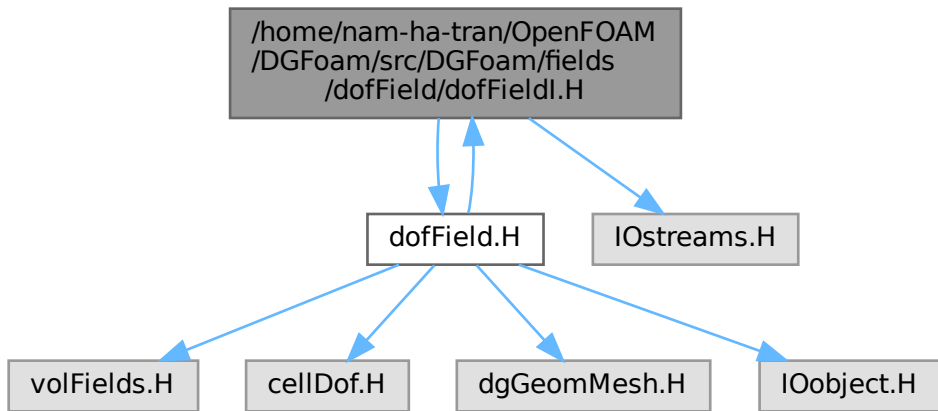 /home/nam-ha-tran/OpenFOAM
/DGFoam/src/DGFoam/fields
/dofField/dofFieldI.H
dofField.H
IOstreams.H
volFields.H
cellDof.H
dgGeomMesh.H
IOobject.H